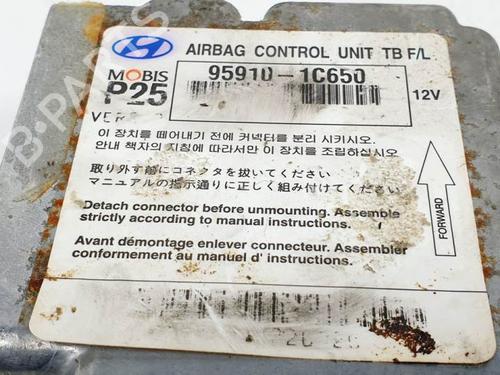 AIRBAG CONTROL UNIT TB F/L
MOBIS
95910-1C650
P25
12V
이 장치를 떼어내기 전에 커넥터를 분리 시키시오.
안내 책자의 지침에 따라서만 이 장치를 조립하십시오.
取り外す前にコネクタを抜いてください
マニュアルの指示通りに正しく組み付けてください
Detach connector before unmounting. Assemble
strictly according to manual instructions.
Avant démontage enlever connecteur. Assembler
conformement au manuel d' instructions.
FORWARD